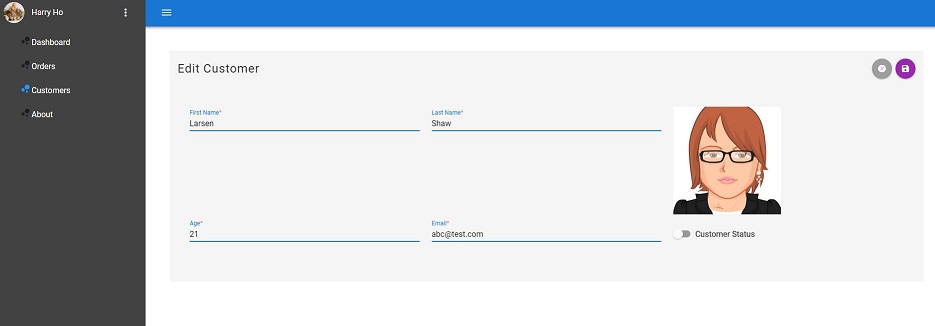 Harry Ho
Dashboard
Orders
Customers
About
Edit Customer
First Name*
Larsen
Last Name*
Shaw
Age*
21
Email*
abc@test.com
Customer Status